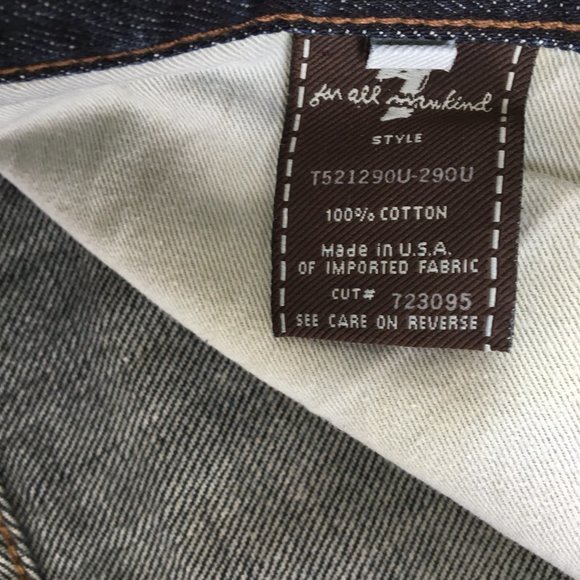 7
for all mankind
STYLE
T521290U-290U
100% COTTON
Made in U.S.A.
OF IMPORTED FABRIC
CUT# 723095
SEE CARE ON REVERSE